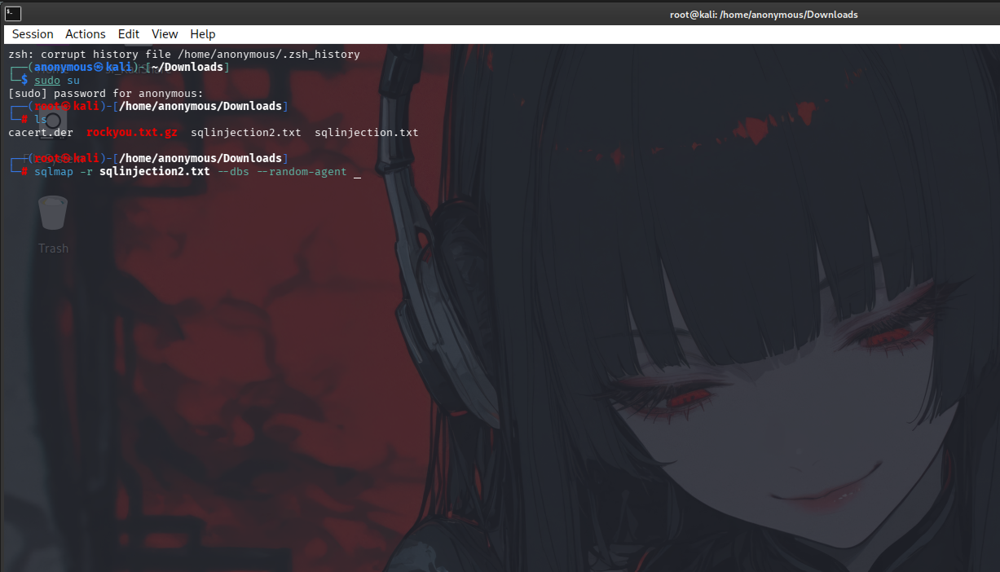 root@kali: /home/anonymous/Downloads
Session Actions Edit View Help
zsh: corrupt history file /home/anonymous/.zsh_history
┌──(anonymous㉿kali)-[~/Downloads]
└─$ sudo su
[sudo] password for anonymous:
┌──(root㉿kali)-[/home/anonymous/Downloads]
└─# ls
cacert.der rockyou.txt.gz sqlinjection2.txt sqlinjection.txt
┌──(root㉿kali)-[/home/anonymous/Downloads]
└─# sqlmap -r sqlinjection2.txt --dbs --random-agent _
Trash